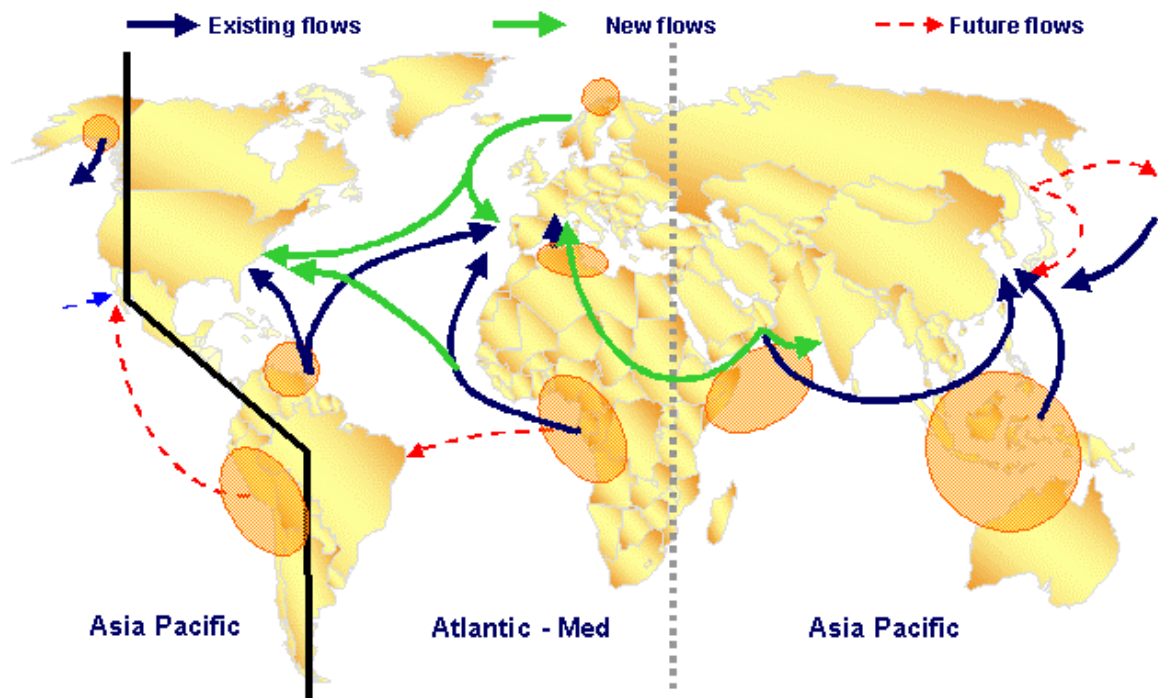 Existing flows
New flows
Future flows
Asia Pacific
Atlantic - Med
Asia Pacific